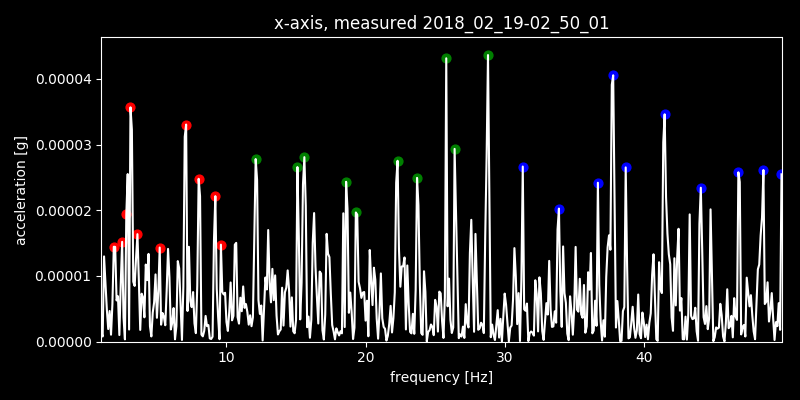 x-axis, measured 2018_02_19-02_50_01
acceleration [g]
0.00004
0.00003
0.00002
0.00001
0.00000
10 20 30 40
frequency [Hz]